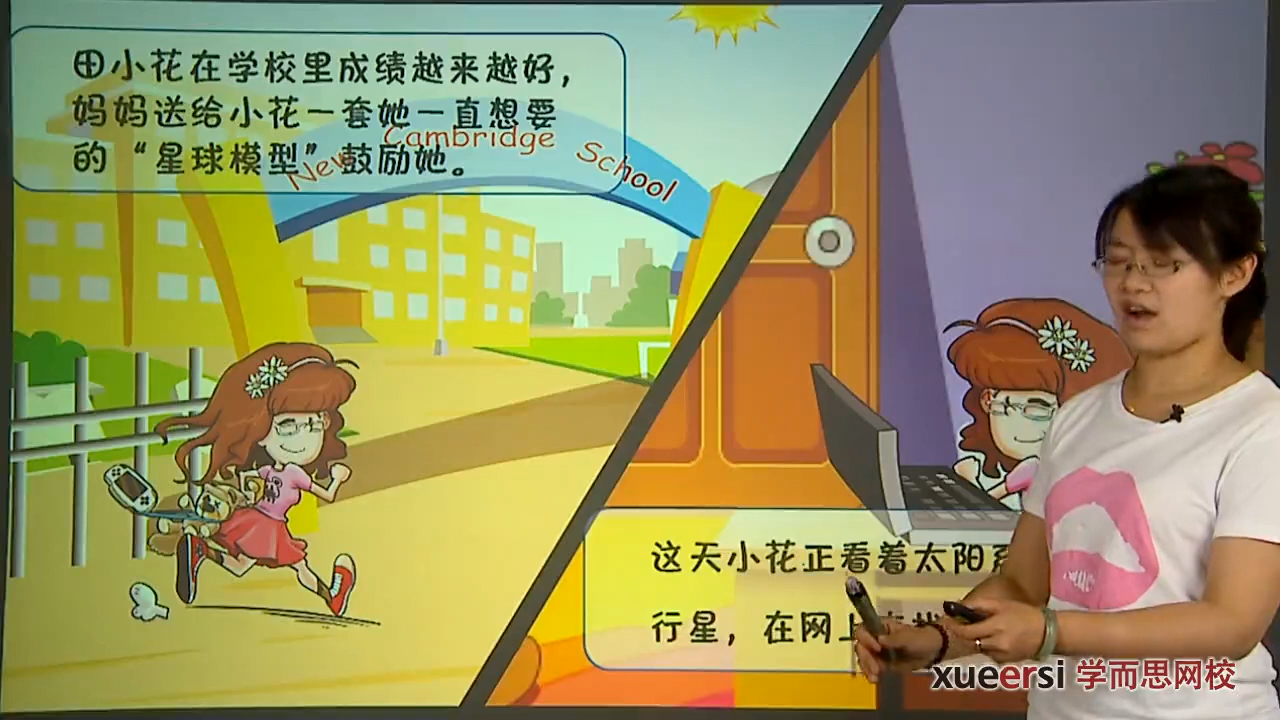 田小花在学校里成绩越来越好，
妈妈送给小花一套她一直想要
的“星球模型”鼓励她。
New Cambridge School
这天小花正看着太阳系
行星，在网上
xueersi 学而思网校